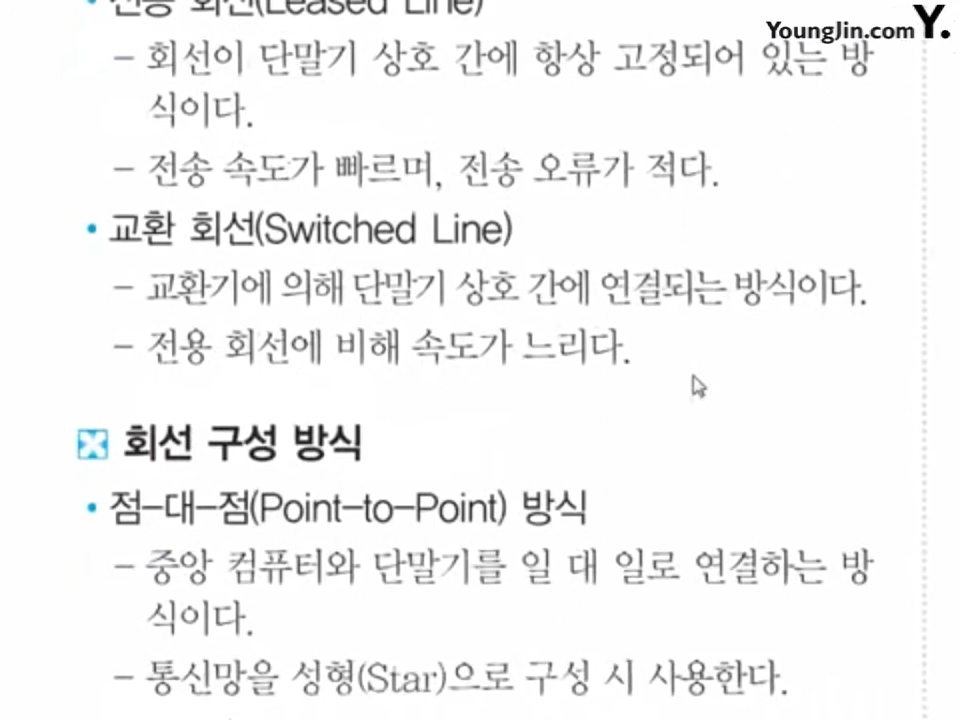 YoungJin.com Y.
• 전용 회선(Leased Line)
– 회선이 단말기 상호 간에 항상 고정되어 있는 방
식이다.
– 전송 속도가 빠르며, 전송 오류가 적다.
• 교환 회선(Switched Line)
– 교환기에 의해 단말기 상호 간에 연결되는 방식이다.
– 전용 회선에 비해 속도가 느리다.
회선 구성 방식
• 점-대-점(Point-to-Point) 방식
– 중앙 컴퓨터와 단말기를 일 대 일로 연결하는 방
식이다.
– 통신망을 성형(Star)으로 구성 시 사용한다.